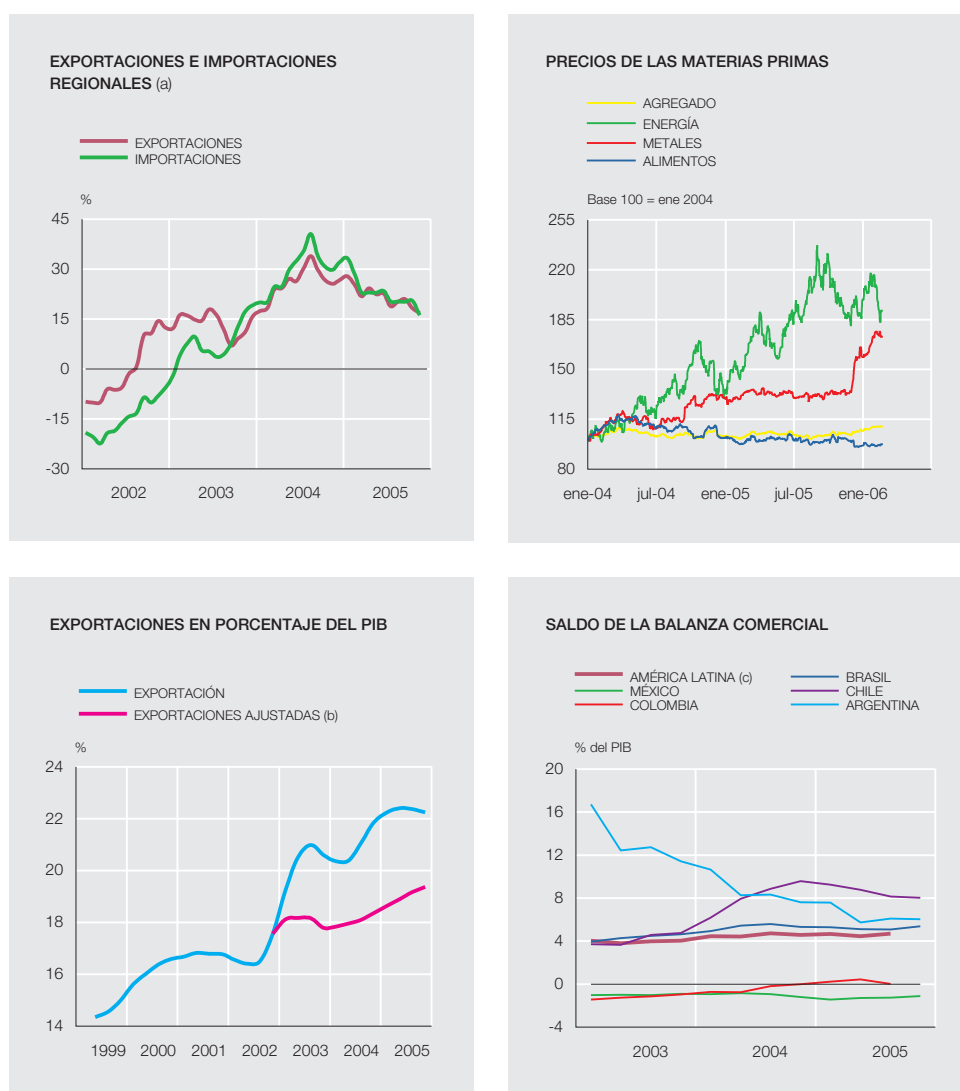 EXPORTACIONES E IMPORTACIONES
REGIONALES (a)
EXPORTACIONES
IMPORTACIONES
%
45
30
15
0
-15
-30
2002 2003 2004 2005
PRECIOS DE LAS MATERIAS PRIMAS
AGREGADO
ENERGÍA
METALES
ALIMENTOS
Base 100 = ene 2004
255
220
185
150
115
80
ene-04 jul-04 ene-05 jul-05 ene-06
EXPORTACIONES EN PORCENTAJE DEL PIB
EXPORTACIÓN
EXPORTACIONES AJUSTADAS (b)
%
24
22
20
18
16
14
1999 2000 2001 2002 2003 2004 2005
SALDO DE LA BALANZA COMERCIAL
AMÉRICA LATINA (c) BRASIL
MÉXICO CHILE
COLOMBIA ARGENTINA
% del PIB
20
16
12
8
4
0
-4
2003 2004 2005